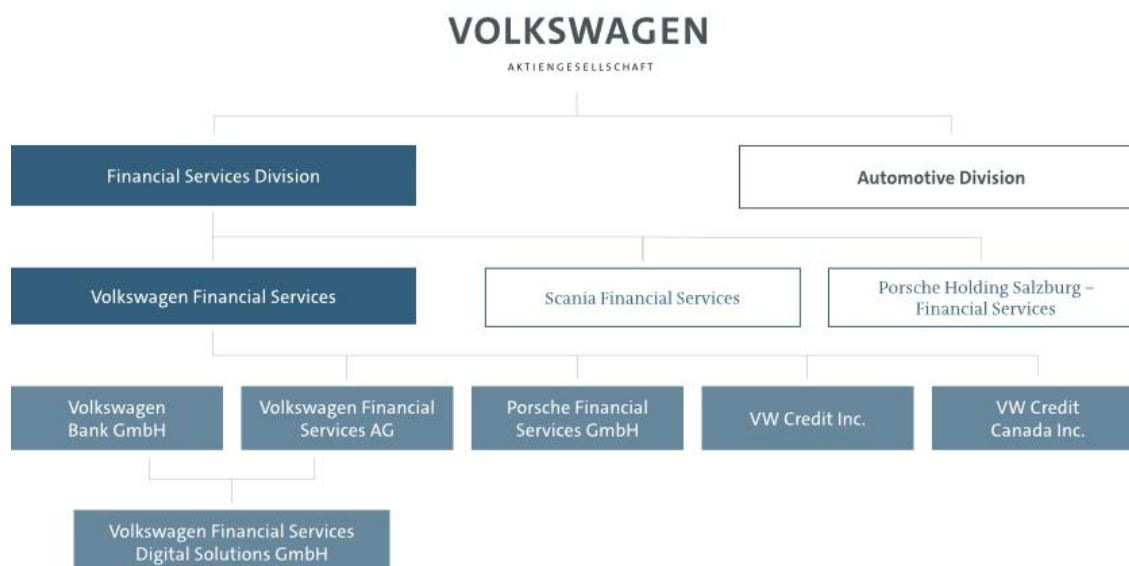 VOLKSWAGEN
AKTIENGESELLSCHAFT
Financial Services Division
Automotive Division
Volkswagen Financial Services
Scania Financial Services
Porsche Holding Salzburg –
Financial Services
Volkswagen
Bank GmbH
Volkswagen Financial
Services AG
Porsche Financial
Services GmbH
VW Credit Inc.
VW Credit
Canada Inc.
Volkswagen Financial Services
Digital Solutions GmbH